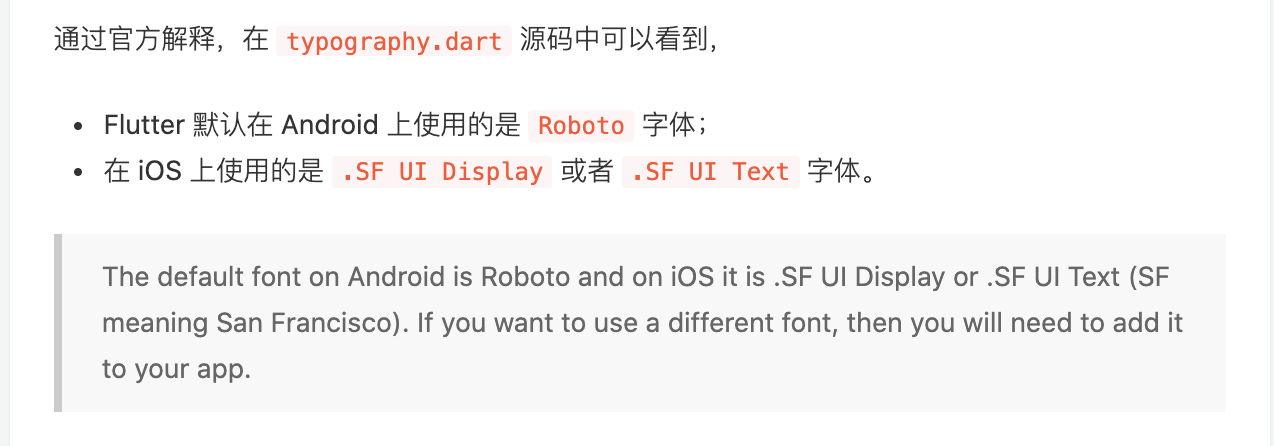 通过官方解释，在 typography.dart 源码中可以看到，
• Flutter 默认在 Android 上使用的是 Roboto 字体；
• 在 iOS 上使用的是 .SF UI Display 或者 .SF UI Text 字体。
The default font on Android is Roboto and on iOS it is .SF UI Display or .SF UI Text (SF
meaning San Francisco). If you want to use a different font, then you will need to add it
to your app.